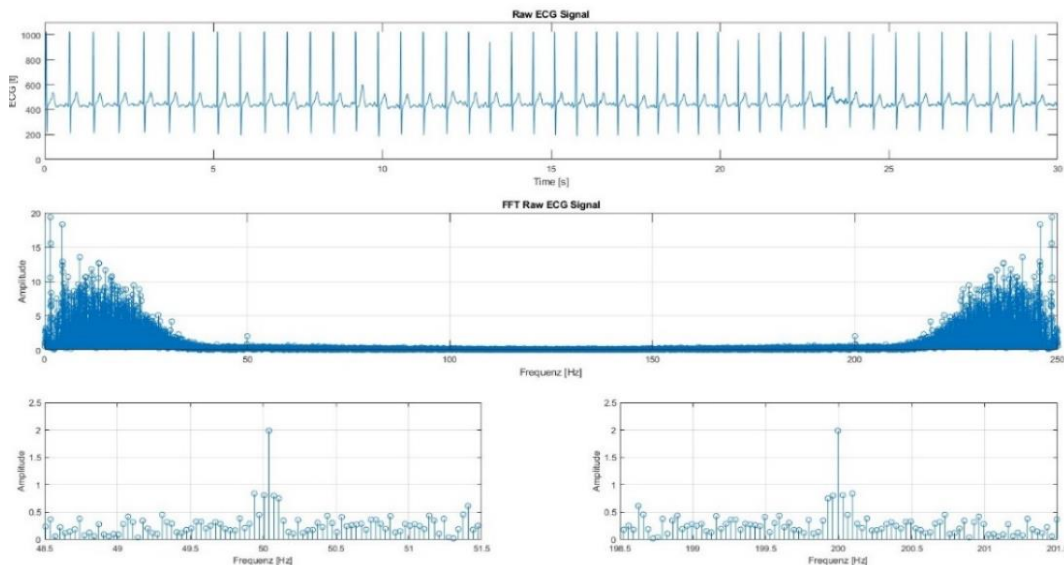 Raw ECG Signal
ECG [t]
1000
800
600
400
200
0
0 5 10 15 20 25 30
Time [s]
FFT Raw ECG Signal
Amplitude
20
15
10
5
0
0 50 100 150 200 250
Frequenz [Hz]
Amplitude
2.5
2
1.5
1
0.5
0
48.5 49 49.5 50 50.5 51 51.5
Frequenz [Hz]
Amplitude
2.5
2
1.5
1
0.5
0
198.5 199 199.5 200 200.5 201
Frequenz [Hz]